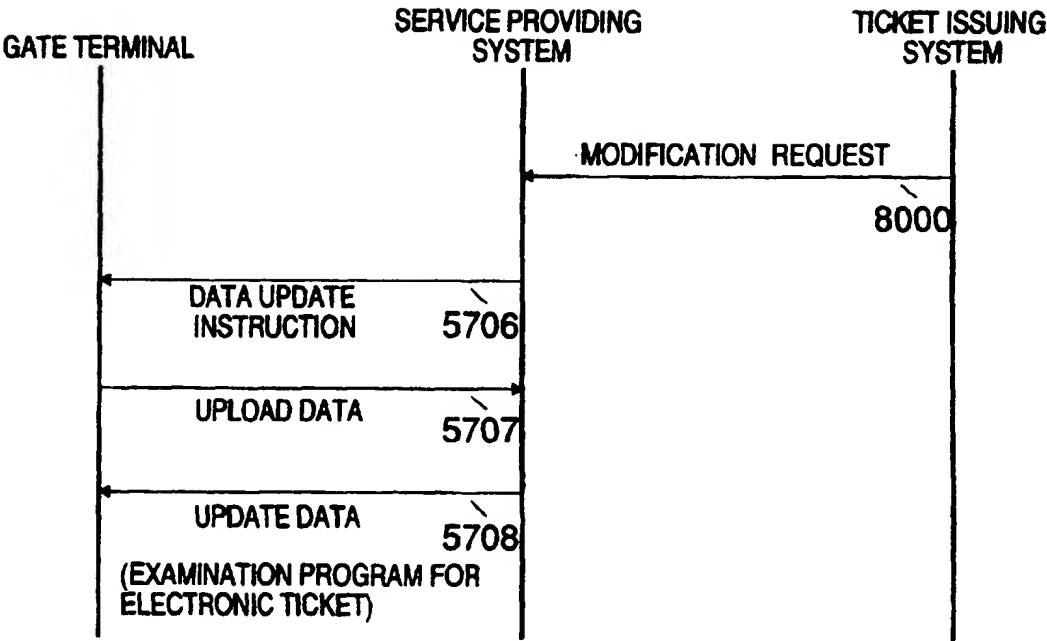 GATE TERMINAL
SERVICE PROVIDING
SYSTEM
TICKET ISSUING
SYSTEM
MODIFICATION REQUEST
8000
DATA UPDATE
INSTRUCTION
5706
UPLOAD DATA
5707
UPDATE DATA
5708
(EXAMINATION PROGRAM FOR
ELECTRONIC TICKET)